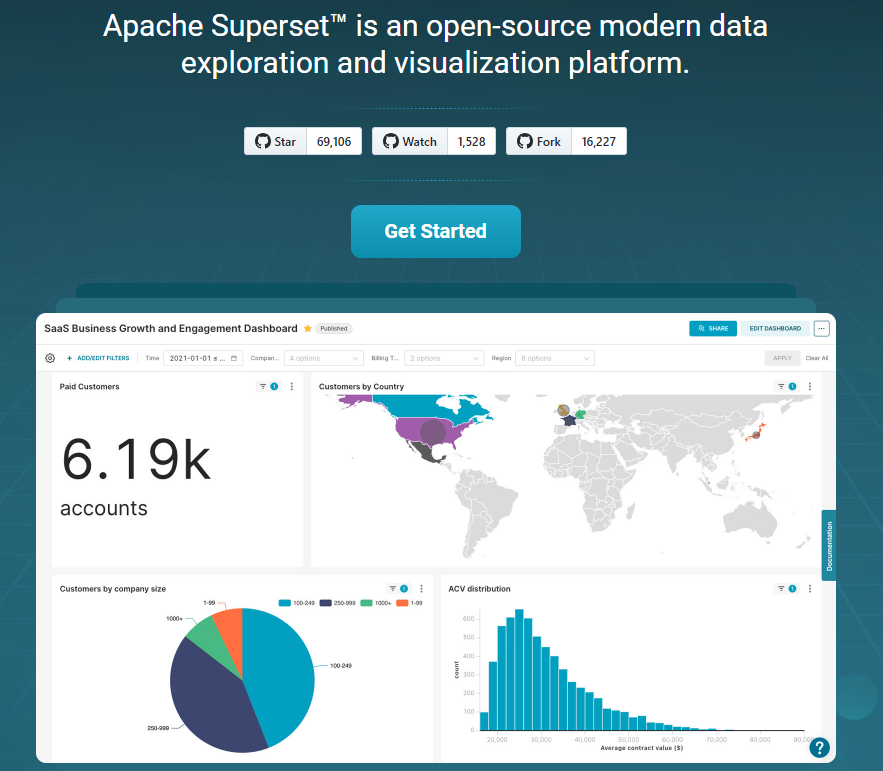 Apache Superset™ is an open-source modern data
exploration and visualization platform.
Star 69,106 Watch 1,528 Fork 16,227
Get Started
SaaS Business Growth and Engagement Dashboard Published SHARE EDIT DASHBOARD ...
+ ADD/EDIT FILTERS Time 2021-01-01 ≤ ... Compan... 4 options Billing T... 2 options Region 8 options APPLY Clear All
Paid Customers 1
6.19k
accounts
Customers by Country 1
Documentation
Customers by company size 1
100-249 250-999 1000+ 1-99
1-99
1000+
100-249
250-999
ACV distribution 1
count
600
500
400
300
200
100
0
20,000 30,000 40,000 50,000 60,000 70,000 80,000 90,0
Average contract value ($)
?